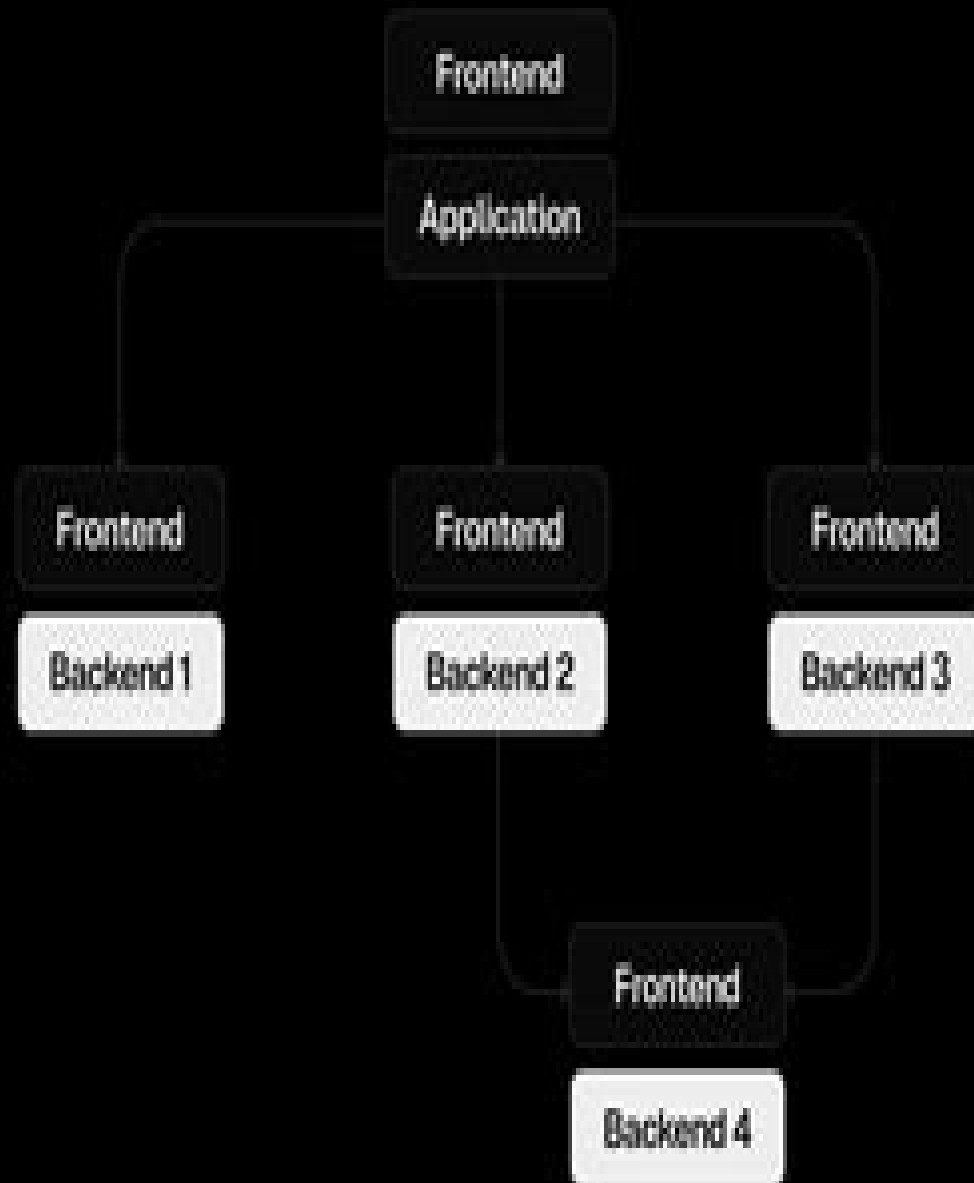 Frontend
Application
Frontend
Frontend
Frontend
Backend 1
Backend 2
Backend 3
Frontend
Backend 4